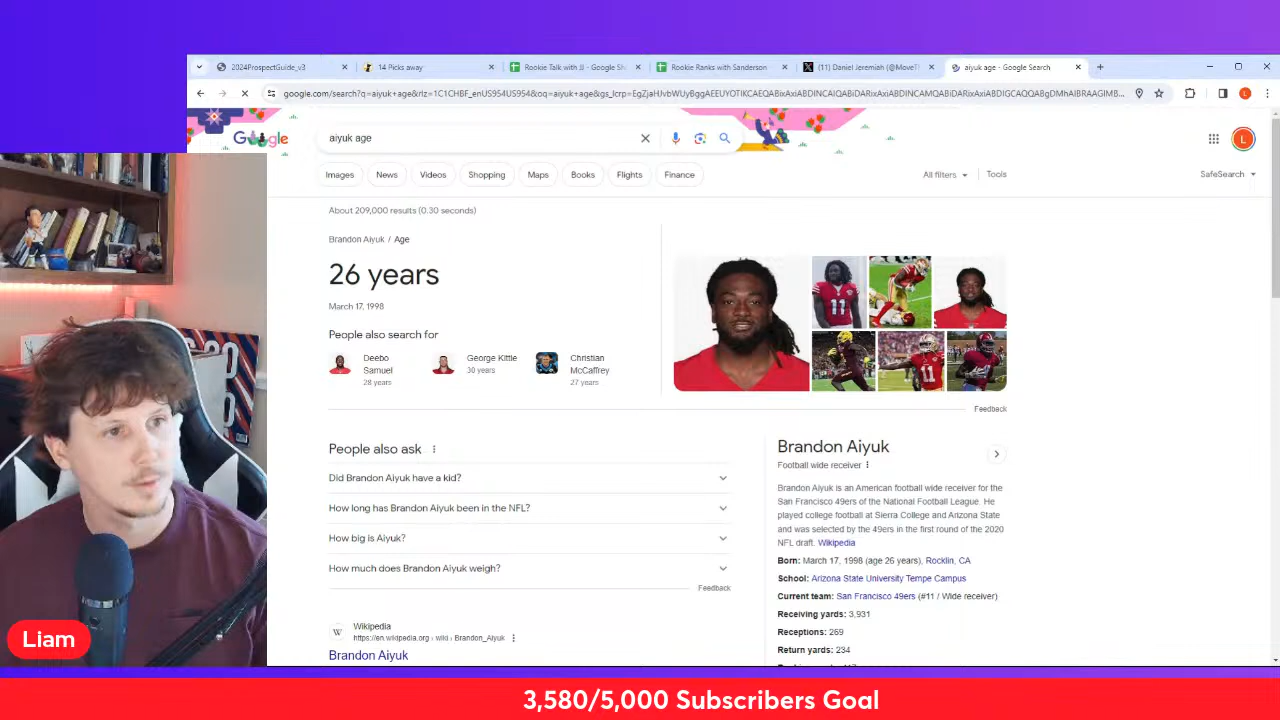 2024ProspectGuide_v3
14 Picks away
Rookie Talk with JJ - Google Sh
Rookie Ranks with Sanderson
(11) Daniel Jeremiah (@MoveT
aiyuk age - Google Search
L
Google
aiyuk age
L
Images
News
Videos
Shopping
Maps
Books
Flights
Finance
All filters
Tools
SafeSearch
About 209,000 results (0.30 seconds)
Brandon Aiyuk / Age
26 years
March 17, 1998
People also search for
Deebo
Samuel
28 years
George Kittle
30 years
Christian
McCaffrey
27 years
Feedback
People also ask
Did Brandon Aiyuk have a kid?
How long has Brandon Aiyuk been in the NFL?
How big is Aiyuk?
How much does Brandon Aiyuk weigh?
Feedback
W
Wikipedia
https://en.wikipedia.org › wiki › Brandon_Aiyuk
Brandon Aiyuk
Brandon Aiyuk
Football wide receiver
Brandon Aiyuk is an American football wide receiver for the
San Francisco 49ers of the National Football League. He
played college football at Sierra College and Arizona State
and was selected by the 49ers in the first round of the 2020
NFL draft. Wikipedia
Born: March 17, 1998 (age 26 years), Rocklin, CA
School: Arizona State University Tempe Campus
Current team: San Francisco 49ers (#11 / Wide receiver)
Receiving yards: 3,931
Receptions: 269
Return yards: 234
Liam
3,580/5,000 Subscribers Goal